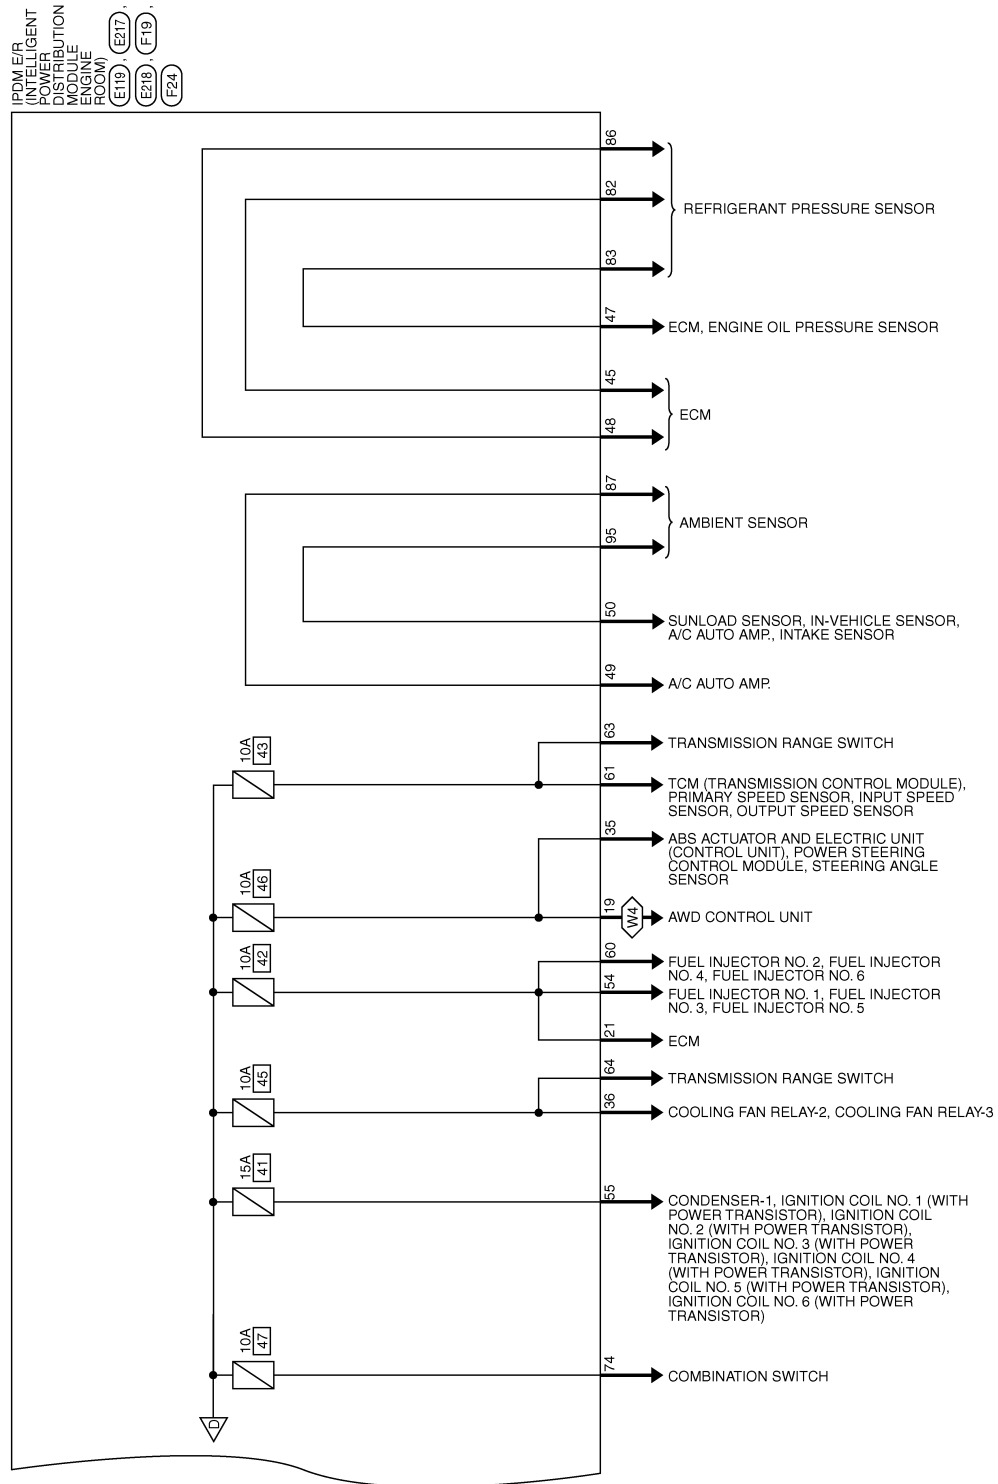 IPDM E/R
(INTELLIGENT
POWER
DISTRIBUTION
MODULE
ENGINE
ROOM)
E119 , E217 ,
E218 , F19 ,
F24
86
82
REFRIGERANT PRESSURE SENSOR
83
47
ECM, ENGINE OIL PRESSURE SENSOR
45
ECM
48
87
AMBIENT SENSOR
95
50
SUNLOAD SENSOR, IN-VEHICLE SENSOR,
A/C AUTO AMP., INTAKE SENSOR
49
A/C AUTO AMP.
63
TRANSMISSION RANGE SWITCH
10A
43
61
TCM (TRANSMISSION CONTROL MODULE),
PRIMARY SPEED SENSOR, INPUT SPEED
SENSOR, OUTPUT SPEED SENSOR
35
ABS ACTUATOR AND ELECTRIC UNIT
(CONTROL UNIT), POWER STEERING
CONTROL MODULE, STEERING ANGLE
SENSOR
10A
46
19
W4
AWD CONTROL UNIT
60
FUEL INJECTOR NO. 2, FUEL INJECTOR
NO. 4, FUEL INJECTOR NO. 6
10A
42
54
FUEL INJECTOR NO. 1, FUEL INJECTOR
NO. 3, FUEL INJECTOR NO. 5
21
ECM
64
TRANSMISSION RANGE SWITCH
10A
45
36
COOLING FAN RELAY-2, COOLING FAN RELAY-3
15A
41
55
CONDENSER-1, IGNITION COIL NO. 1 (WITH
POWER TRANSISTOR), IGNITION COIL
NO. 2 (WITH POWER TRANSISTOR),
IGNITION COIL NO. 3 (WITH POWER
TRANSISTOR), IGNITION COIL NO. 4
(WITH POWER TRANSISTOR), IGNITION
COIL NO. 5 (WITH POWER TRANSISTOR),
IGNITION COIL NO. 6 (WITH POWER
TRANSISTOR)
10A
47
74
COMBINATION SWITCH
D